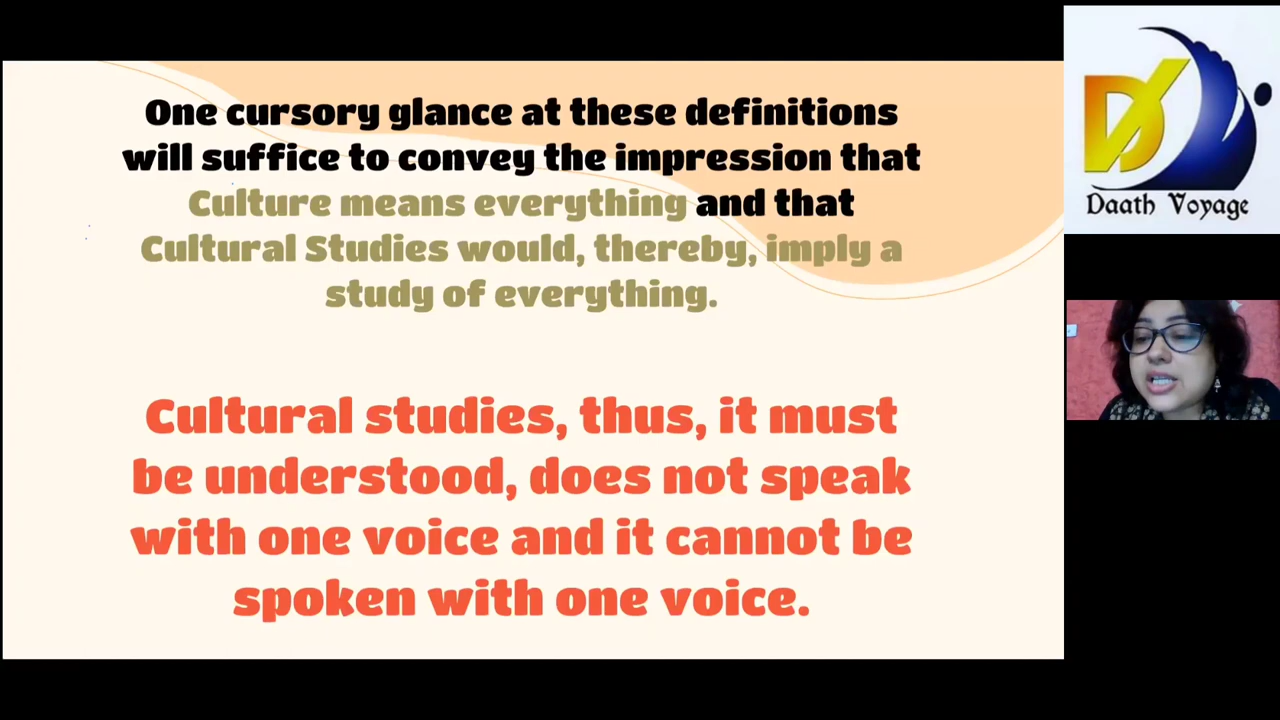 One cursory glance at these definitions
will suffice to convey the impression that
Culture means everything and that
Cultural Studies would, thereby, imply a
study of everything.
Cultural studies, thus, it must
be understood, does not speak
with one voice and it cannot be
spoken with one voice.
DV
Daath Voyage